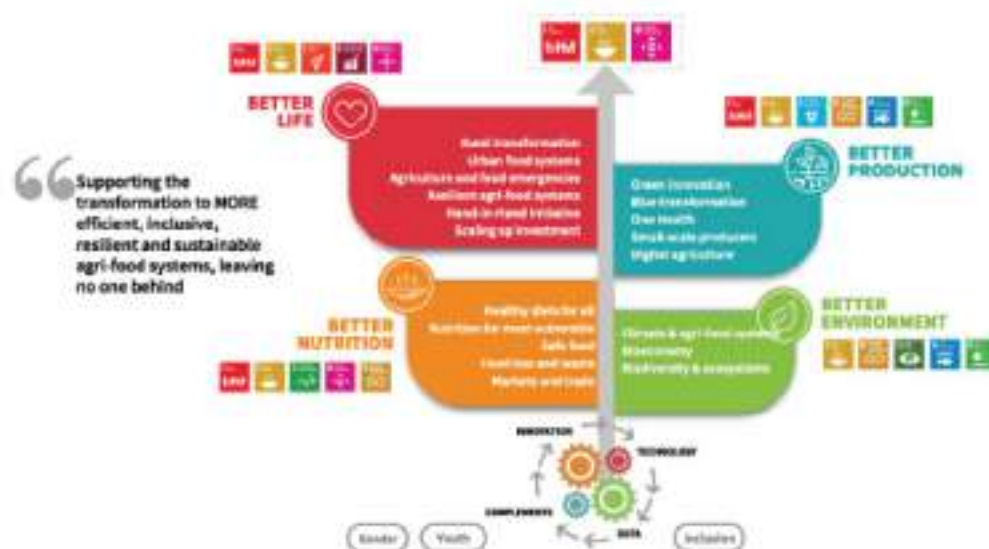 BETTER
LIFE
Rural transformation
Urban food systems
Agriculture and food emergencies
Resilient agri-food systems
Hand-in-Hand Initiative
Scaling up investment
BETTER
PRODUCTION
Green innovation
Blue transformation
One Health
Small-scale producers
Digital agriculture
Supporting the
transformation to MORE
efficient, inclusive,
resilient and sustainable
agri-food systems, leaving
no one behind
BETTER
NUTRITION
Healthy diets for all
Nutrition for most vulnerable
Safe food
Food loss and waste
Markets and trade
BETTER
ENVIRONMENT
Climate & agri-food systems
Bioeconomy
Biodiversity & ecosystems
INNOVATION
TECHNOLOGY
COMPLEMENTS
DATA
Gender
Youth
Inclusion